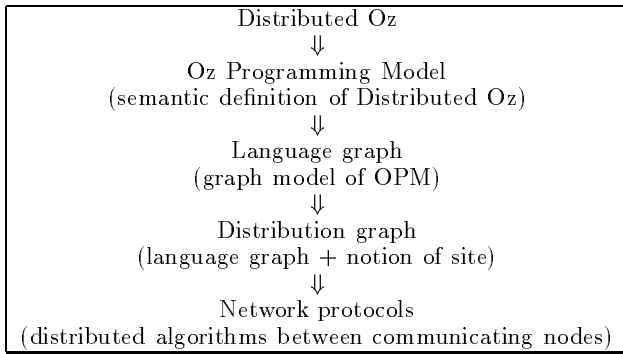 Distributed Oz
⇓
Oz Programming Model
(semantic definition of Distributed Oz)
⇓
Language graph
(graph model of OPM)
⇓
Distribution graph
(language graph + notion of site)
⇓
Network protocols
(distributed algorithms between communicating nodes)